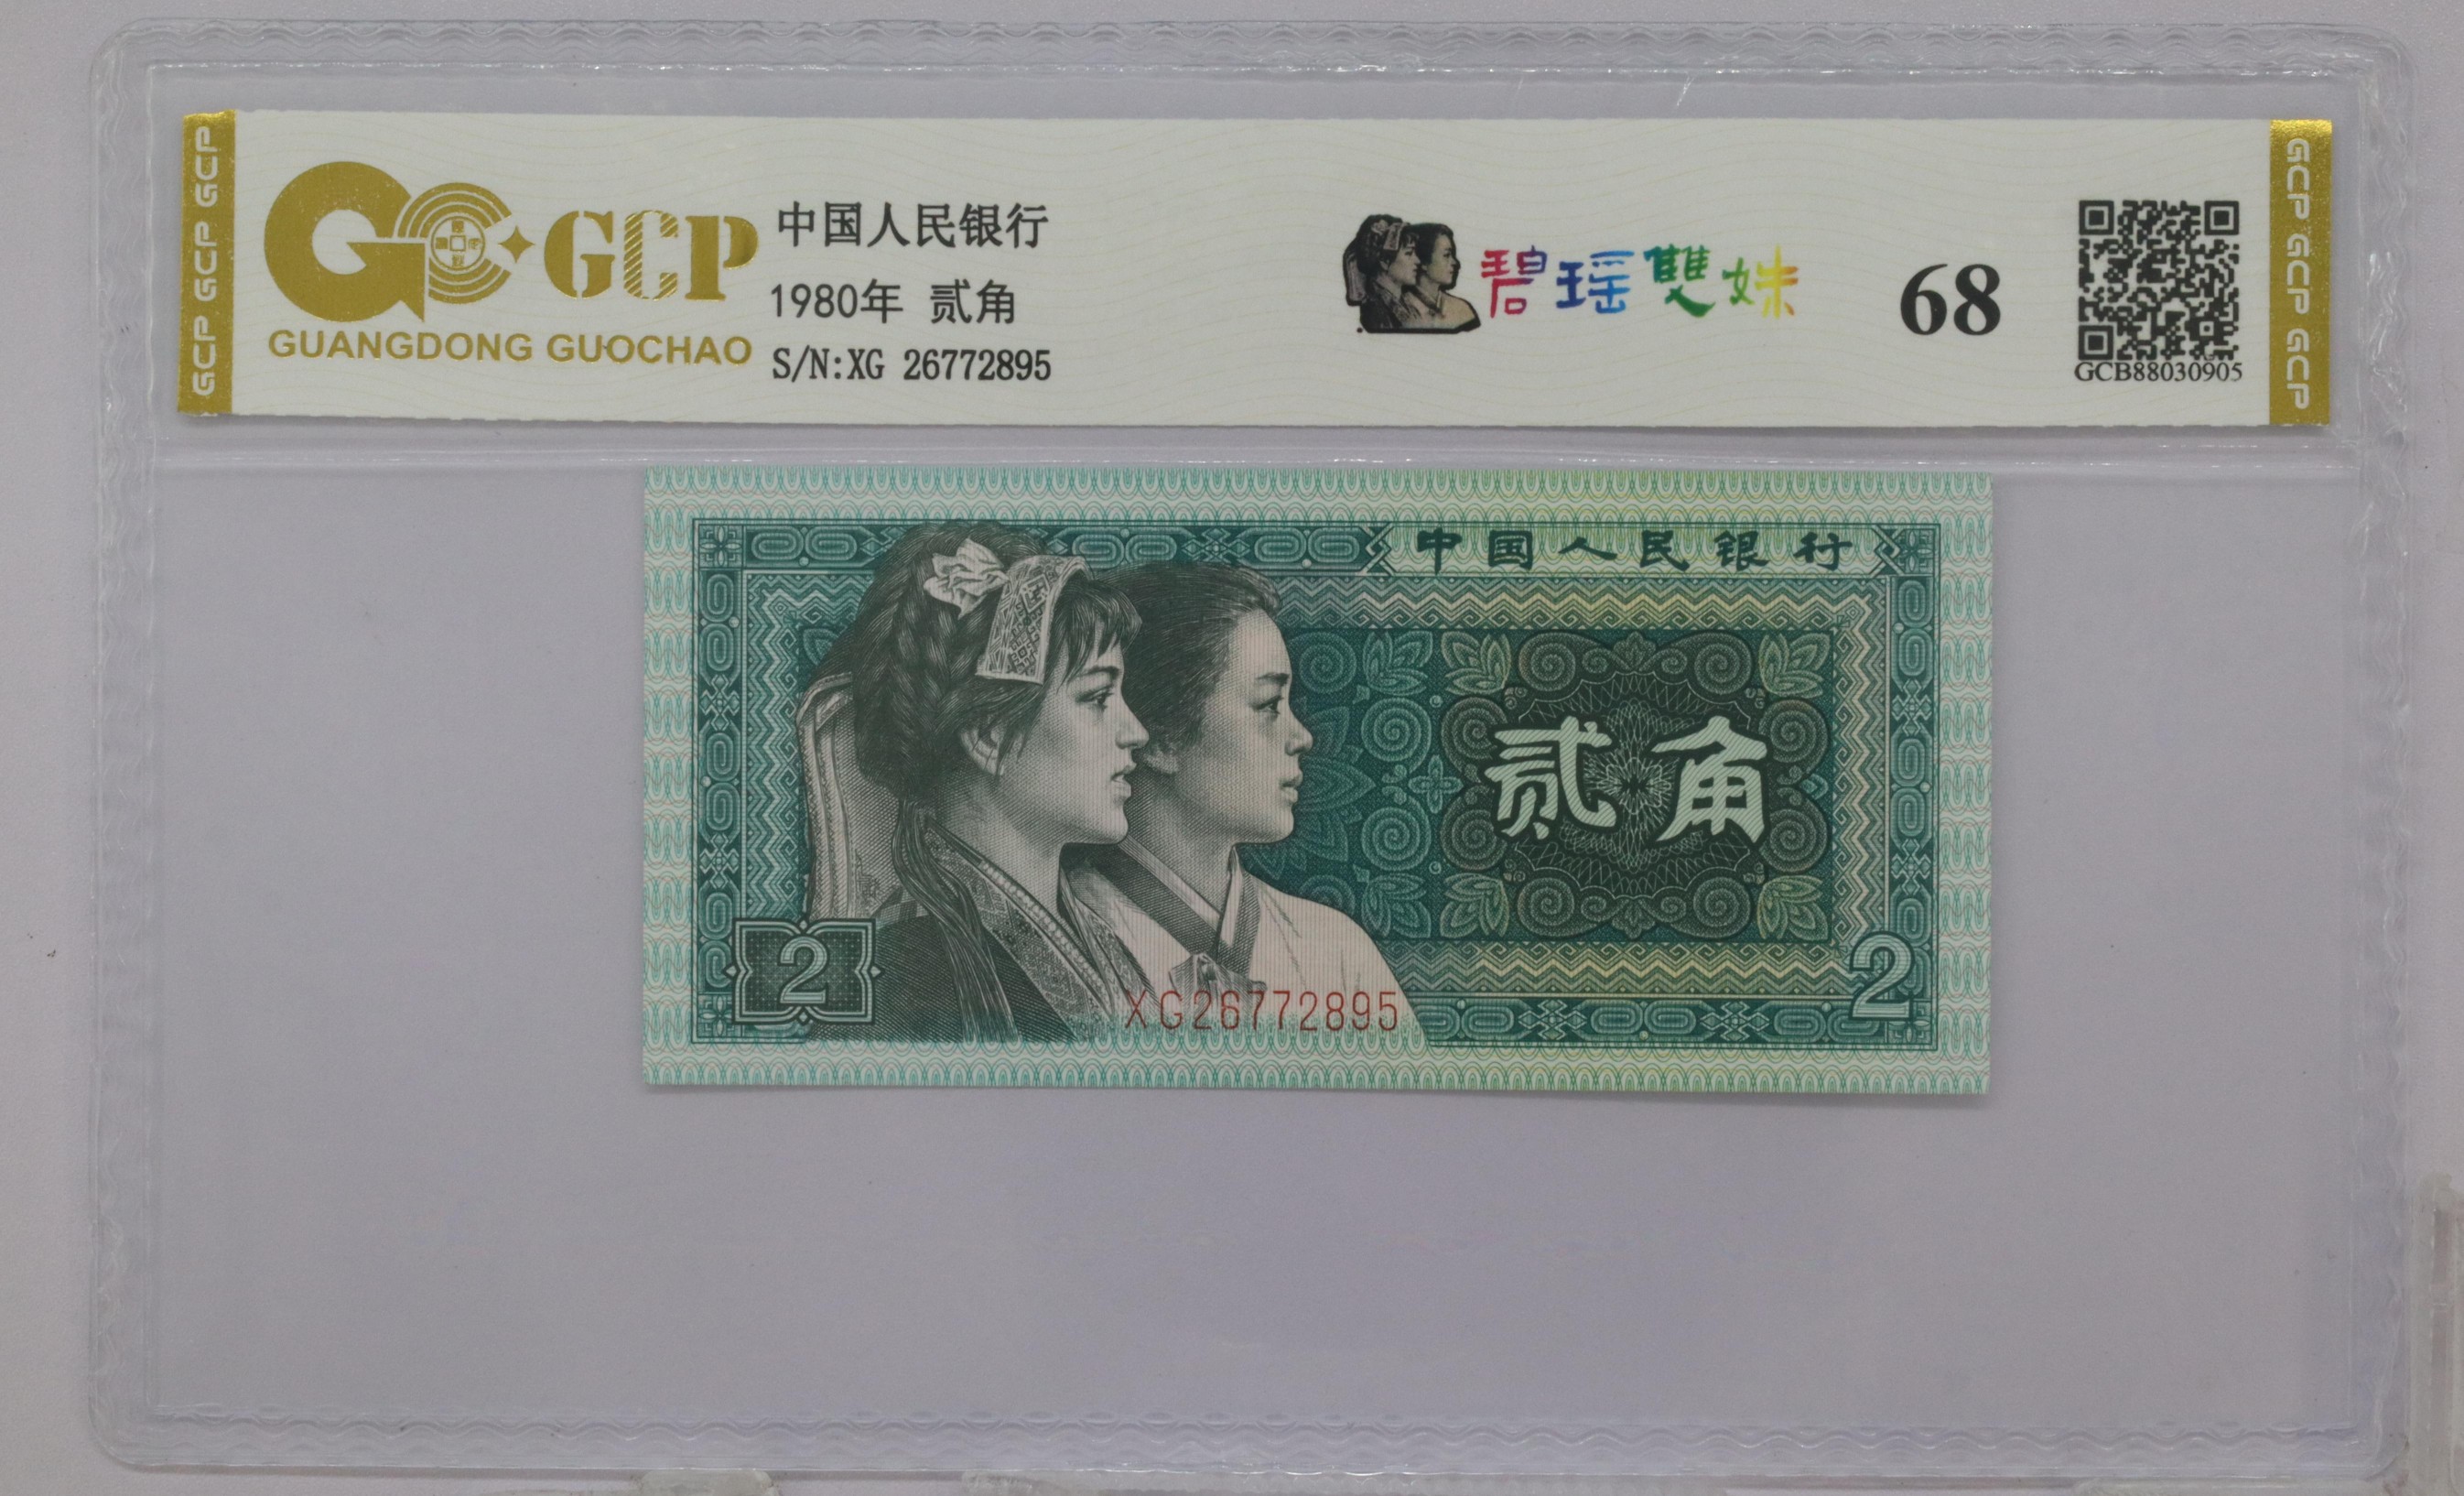 GCP GCP GCP
GCP
GUANGDONG GUOCHAO
中国人民银行
1980年 贰角
S/N:XG 26772895
碧瑶雙妹
68
GCB88030905
GCP GCP GCP
中国人民银行
贰角
2
XG26772895
2